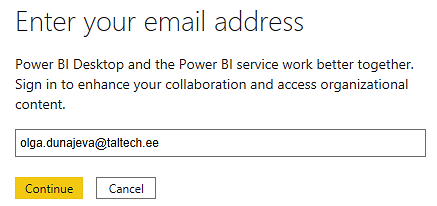 Enter your email address
Power BI Desktop and the Power BI service work better together.
Sign in to enhance your collaboration and access organizational
content.
olga.dunajeva@taltech.ee
Continue
Cancel